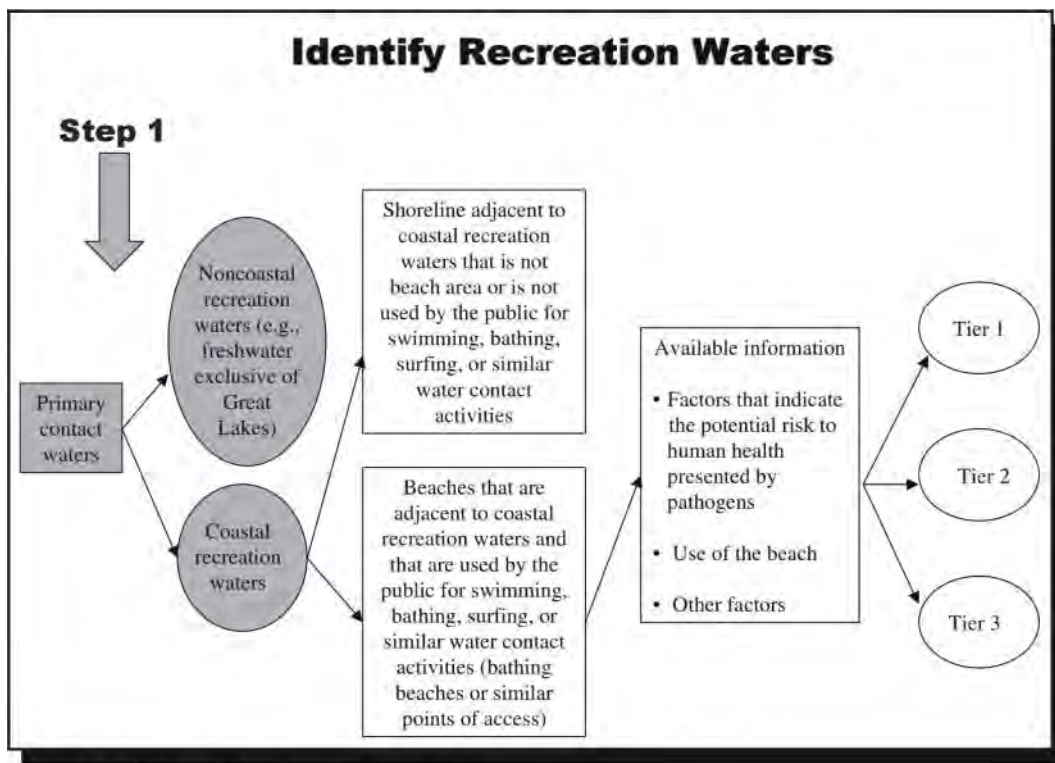 Identify Recreation Waters
Step 1
Primary
contact
waters
Noncoastal
recreation
waters (e.g.,
freshwater
exclusive of
Great
Lakes)
Coastal
recreation
waters
Shoreline adjacent to
coastal recreation
waters that is not
beach area or is not
used by the public for
swimming, bathing,
surfing, or similar
water contact
activities
Beaches that are
adjacent to coastal
recreation waters and
that are used by the
public for swimming,
bathing, surfing, or
similar water contact
activities (bathing
beaches or similar
points of access)
Available information
• Factors that indicate
the potential risk to
human health
presented by
pathogens
• Use of the beach
• Other factors
Tier 1
Tier 2
Tier 3